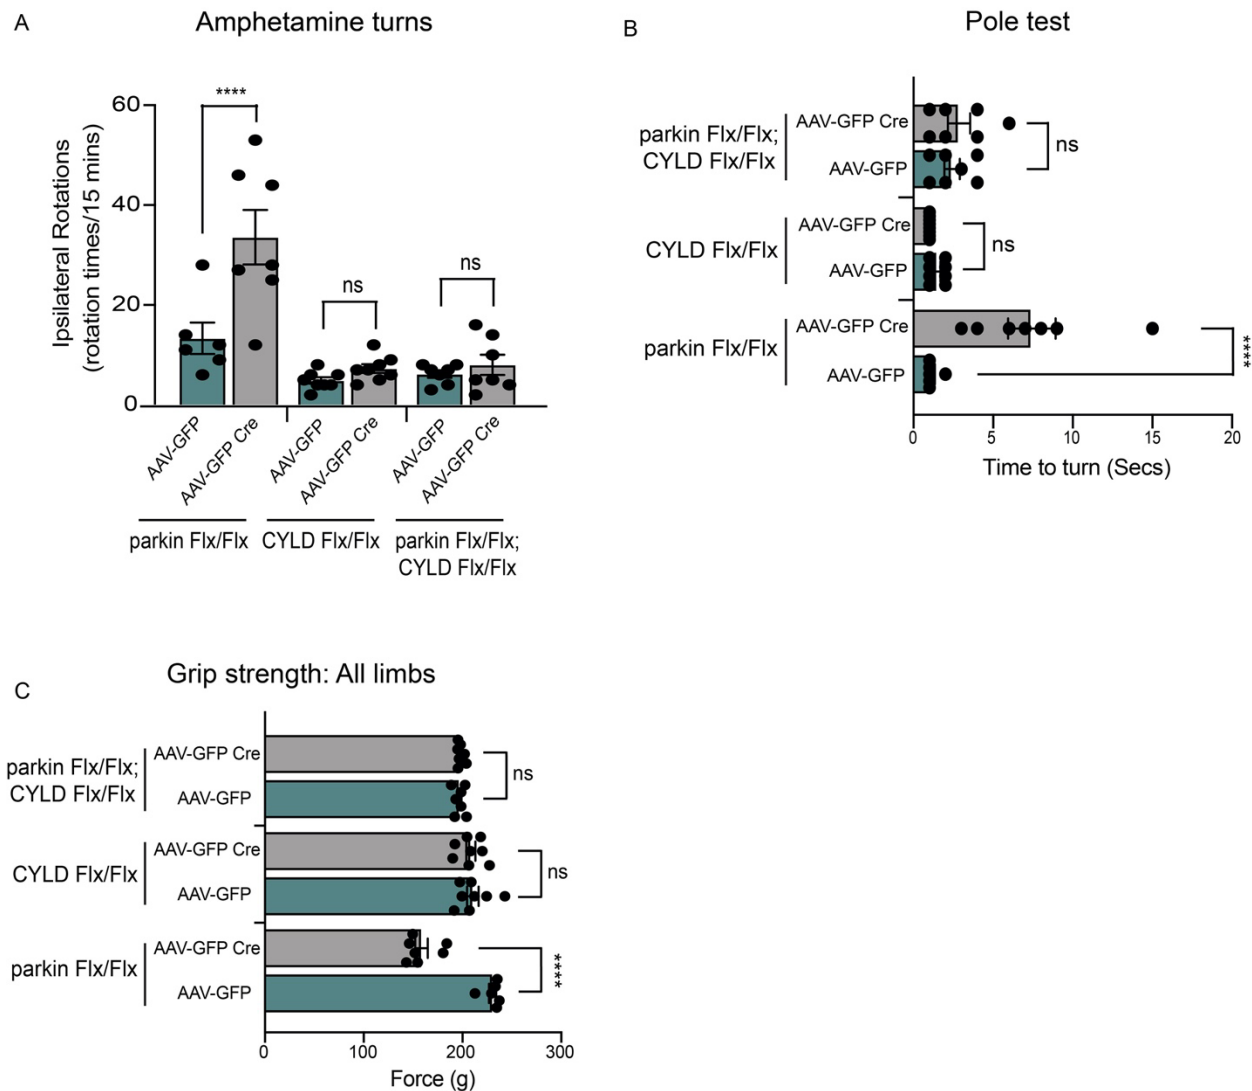 A
Amphetamine turns
Ipsilateral Rotations
(rotation times/15 mins)
60
40
20
0
****
ns
ns
AAV-GFP
AAV-GFP Cre
AAV-GFP
AAV-GFP Cre
AAV-GFP
AAV-GFP Cre
parkin Flx/Flx
CYLD Flx/Flx
parkin Flx/Flx;
CYLD Flx/Flx
B
Pole test
parkin Flx/Flx;
CYLD Flx/Flx
AAV-GFP Cre
AAV-GFP
ns
CYLD Flx/Flx
AAV-GFP Cre
AAV-GFP
ns
parkin Flx/Flx
AAV-GFP Cre
AAV-GFP
****
0 5 10 15 20
Time to turn (Secs)
C
Grip strength: All limbs
parkin Flx/Flx;
CYLD Flx/Flx
AAV-GFP Cre
AAV-GFP
ns
CYLD Flx/Flx
AAV-GFP Cre
AAV-GFP
ns
parkin Flx/Flx
AAV-GFP Cre
AAV-GFP
****
0 100 200 300
Force (g)